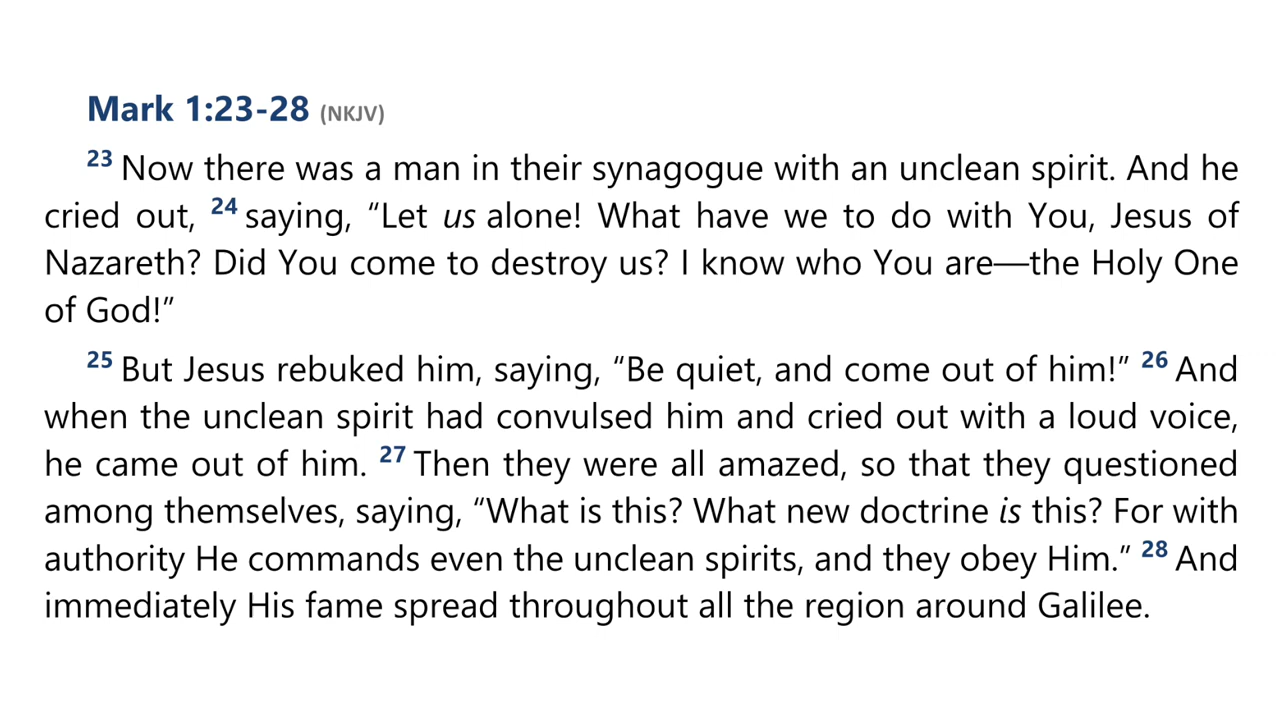 Mark 1:23-28 (NKJV)
23 Now there was a man in their synagogue with an unclean spirit. And he
cried out, 24 saying, “Let us alone! What have we to do with You, Jesus of
Nazareth? Did You come to destroy us? I know who You are—the Holy One
of God!”
25 But Jesus rebuked him, saying, “Be quiet, and come out of him!” 26 And
when the unclean spirit had convulsed him and cried out with a loud voice,
he came out of him. 27 Then they were all amazed, so that they questioned
among themselves, saying, “What is this? What new doctrine is this? For with
authority He commands even the unclean spirits, and they obey Him.” 28 And
immediately His fame spread throughout all the region around Galilee.